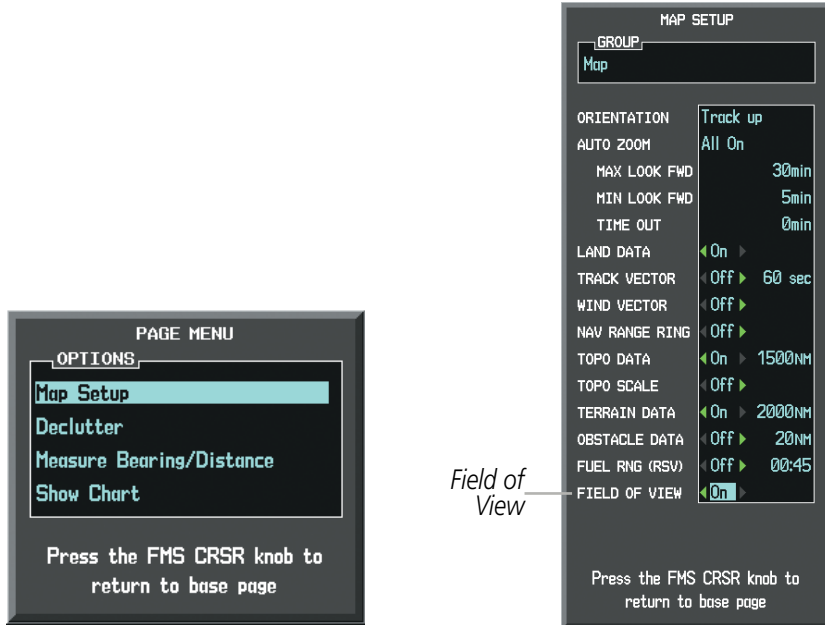 PAGE MENU
OPTIONS
Map Setup
Declutter
Measure Bearing/Distance
Show Chart
Press the FMS CRSR knob to
return to base page
MAP SETUP
GROUP
Map
ORIENTATION Track up
AUTO ZOOM All On
MAX LOOK FWD 30min
MIN LOOK FWD 5min
TIME OUT 0min
LAND DATA On
TRACK VECTOR Off 60 sec
WIND VECTOR Off
NAV RANGE RING Off
TOPO DATA On 1500NM
TOPO SCALE Off
TERRAIN DATA On 2000NM
OBSTACLE DATA Off 20NM
FUEL RNG (RSV) Off 00:45
FIELD OF VIEW On
Press the FMS CRSR knob to
return to base page
Field of
View